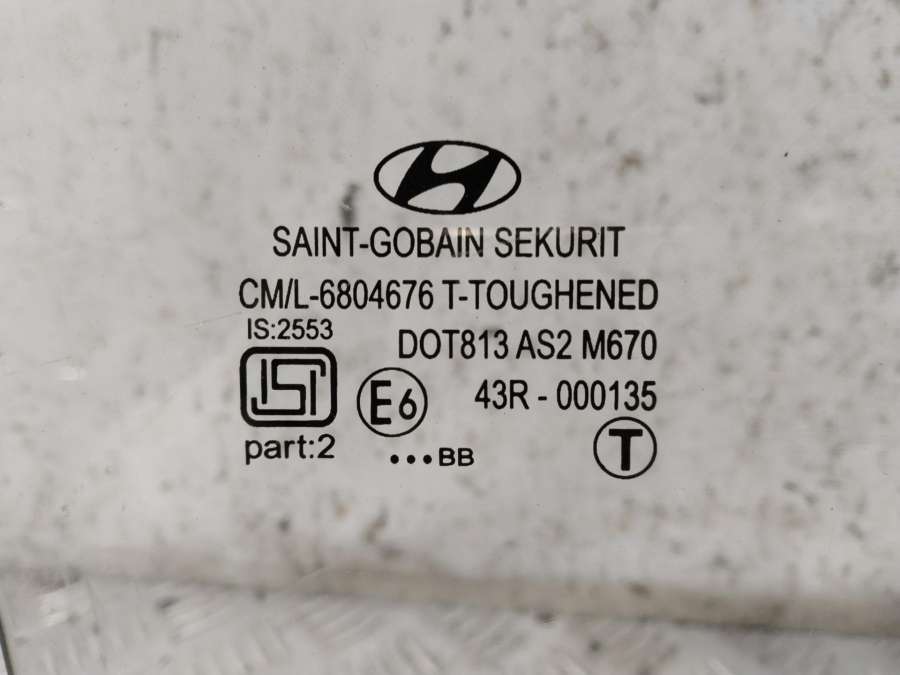 SAINT-GOBAIN SEKURIT
CM/L-6804676 T-TOUGHENED
IS:2553
DOT813 AS2 M670
ISI
E6
43R - 000135
part:2
•••BB
T